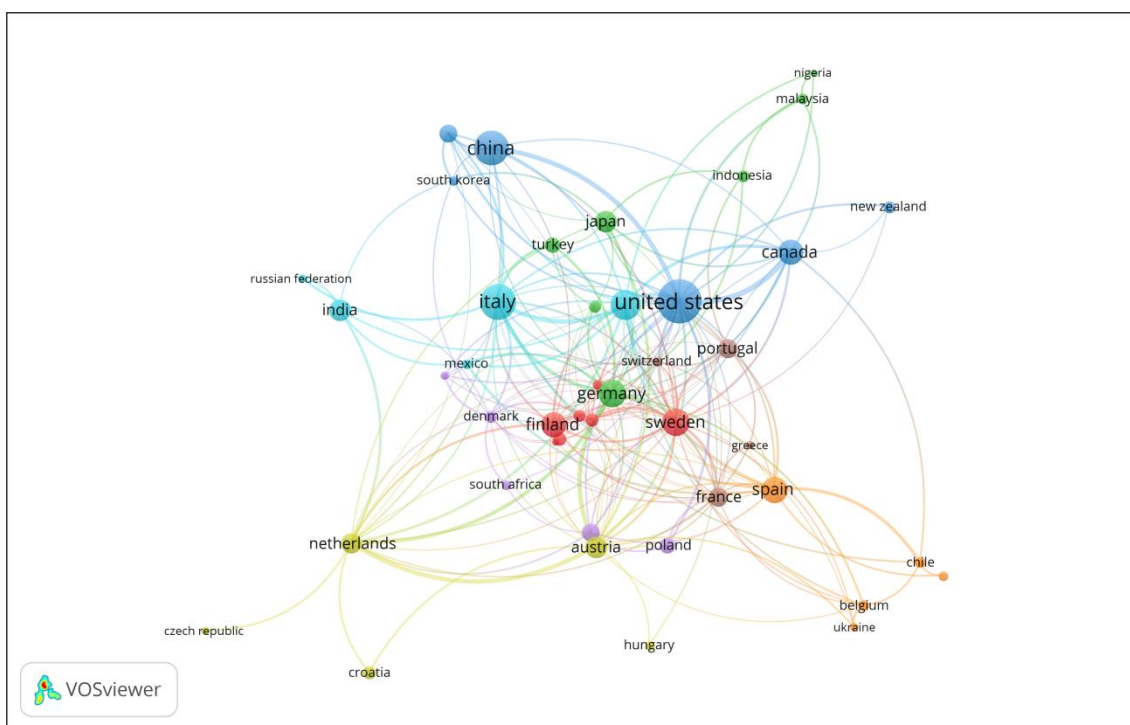 nigeria
malaysia
china
south korea
indonesia
new zealand
japan
turkey
canada
russian federation
india
italy
united states
mexico
switzerland
portugal
germany
denmark
finland
sweden
greece
south africa
france
spain
netherlands
austria
poland
chile
belgium
ukraine
czech republic
hungary
croatia
VOSviewer